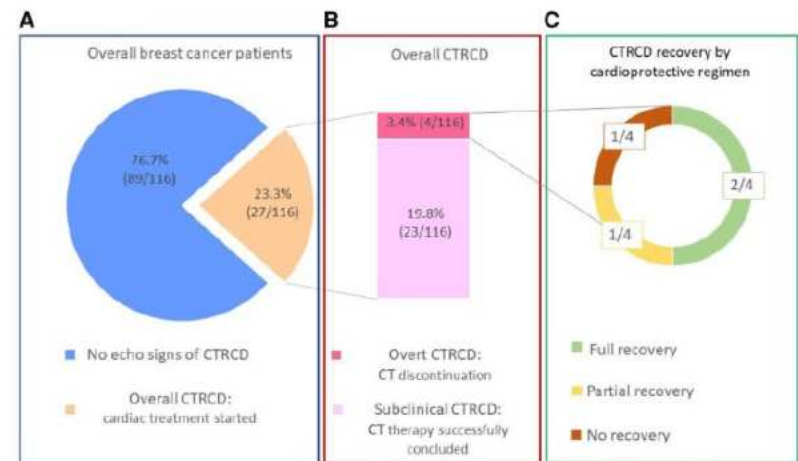 A
Overall breast cancer patients
76.7%
(89/116)
23.3%
(27/116)
No echo signs of CTRCD
Overall CTRCD:
cardiac treatment started
B
Overall CTRCD
3.4% (4/116)
19.8%
(23/116)
Overt CTRCD:
CT discontinuation
Subclinical CTRCD:
CT therapy successfully
concluded
C
CTRCD recovery by
cardioprotective regimen
1/4
2/4
1/4
Full recovery
Partial recovery
No recovery